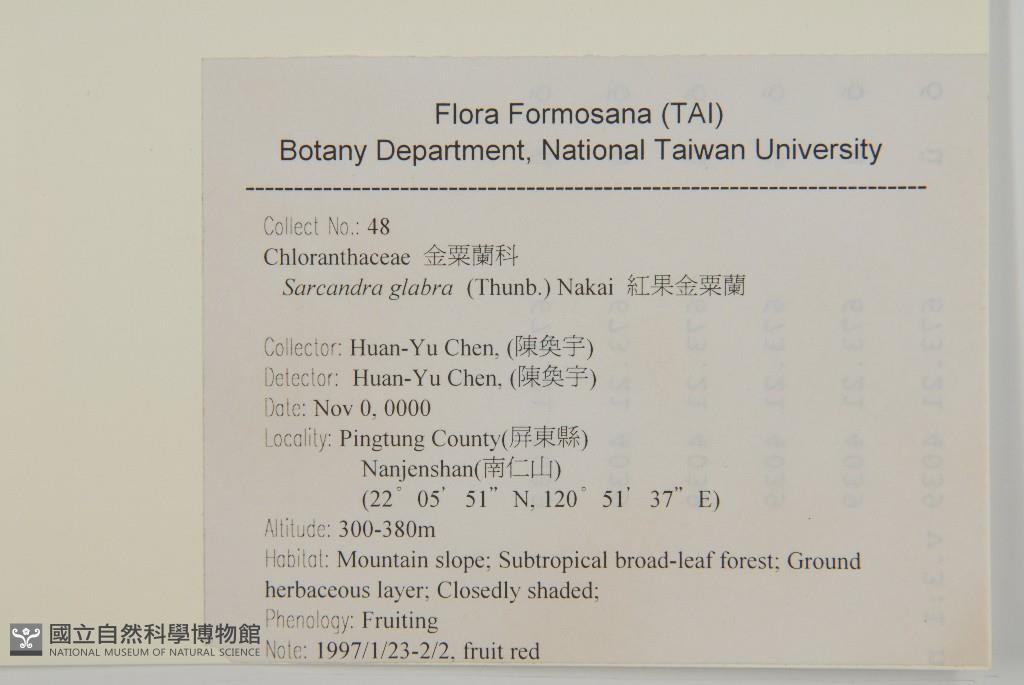 Flora Formosana (TAI)
Botany Department, National Taiwan University
Collect No.: 48
Chloranthaceae 金粟蘭科
Sarcandra glabra (Thunb.) Nakai 紅果金粟蘭
Collector: Huan-Yu Chen, (陳奐宇)
Detector: Huan-Yu Chen, (陳奐宇)
Date: Nov 0, 0000
Locality: Pingtung County(屏東縣)
Nanjenshan(南仁山)
(22° 05’ 51” N, 120° 51’ 37” E)
Altitude: 300-380m
Habitat: Mountain slope; Subtropical broad-leaf forest; Ground
herbaceous layer; Closedly shaded;
Phenology: Fruiting
Note: 1997/1/23-2/2, fruit red
國立自然科學博物館
NATIONAL MUSEUM OF NATURAL SCIENCE